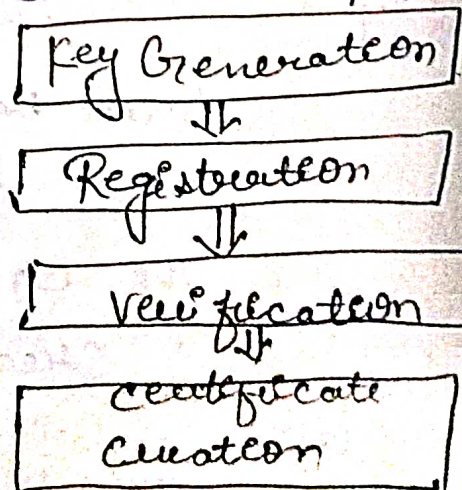 Key Generation
Registration
Verification
Certificate
Creation